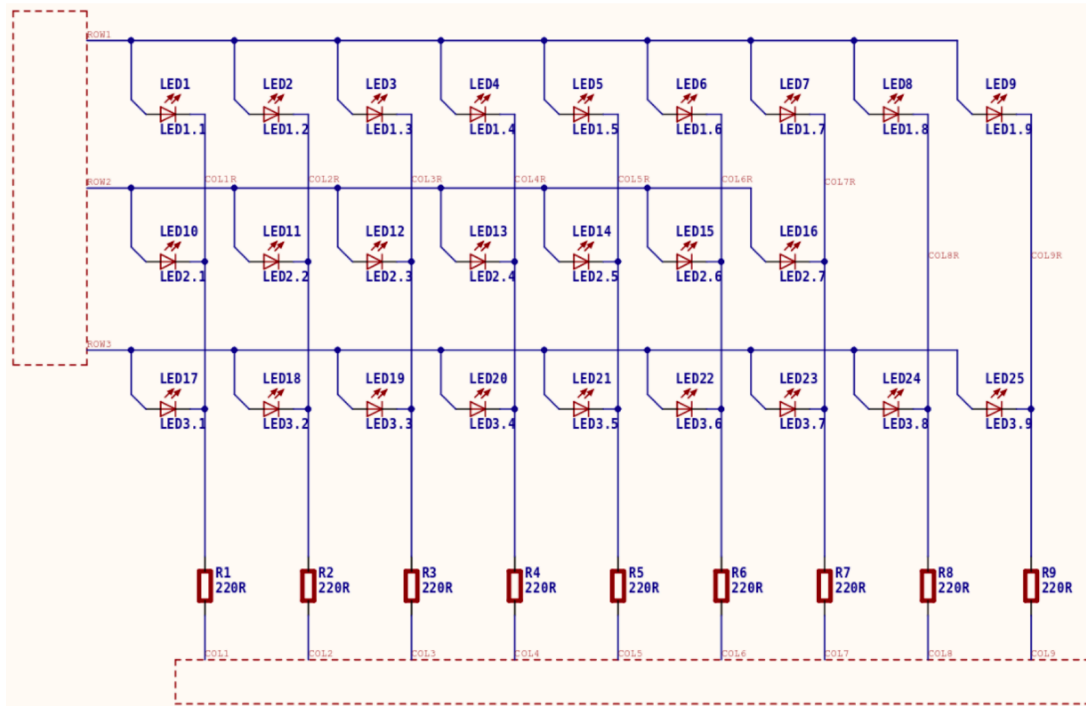 ROW1
LED1 LED2 LED3 LED4 LED5 LED6 LED7 LED8 LED9
LED1.1 LED1.2 LED1.3 LED1.4 LED1.5 LED1.6 LED1.7 LED1.8 LED1.9
ROW2 COL1R COL2R COL3R COL4R COL5R COL6R COL7R
LED10 LED11 LED12 LED13 LED14 LED15 LED16
COL8R COL9R
LED2.1 LED2.2 LED2.3 LED2.4 LED2.5 LED2.6 LED2.7
ROW3
LED17 LED18 LED19 LED20 LED21 LED22 LED23 LED24 LED25
LED3.1 LED3.2 LED3.3 LED3.4 LED3.5 LED3.6 LED3.7 LED3.8 LED3.9
R1 R2 R3 R4 R5 R6 R7 R8 R9
220R 220R 220R 220R 220R 220R 220R 220R 220R
COL1 COL2 COL3 COL4 COL5 COL6 COL7 COL8 COL9